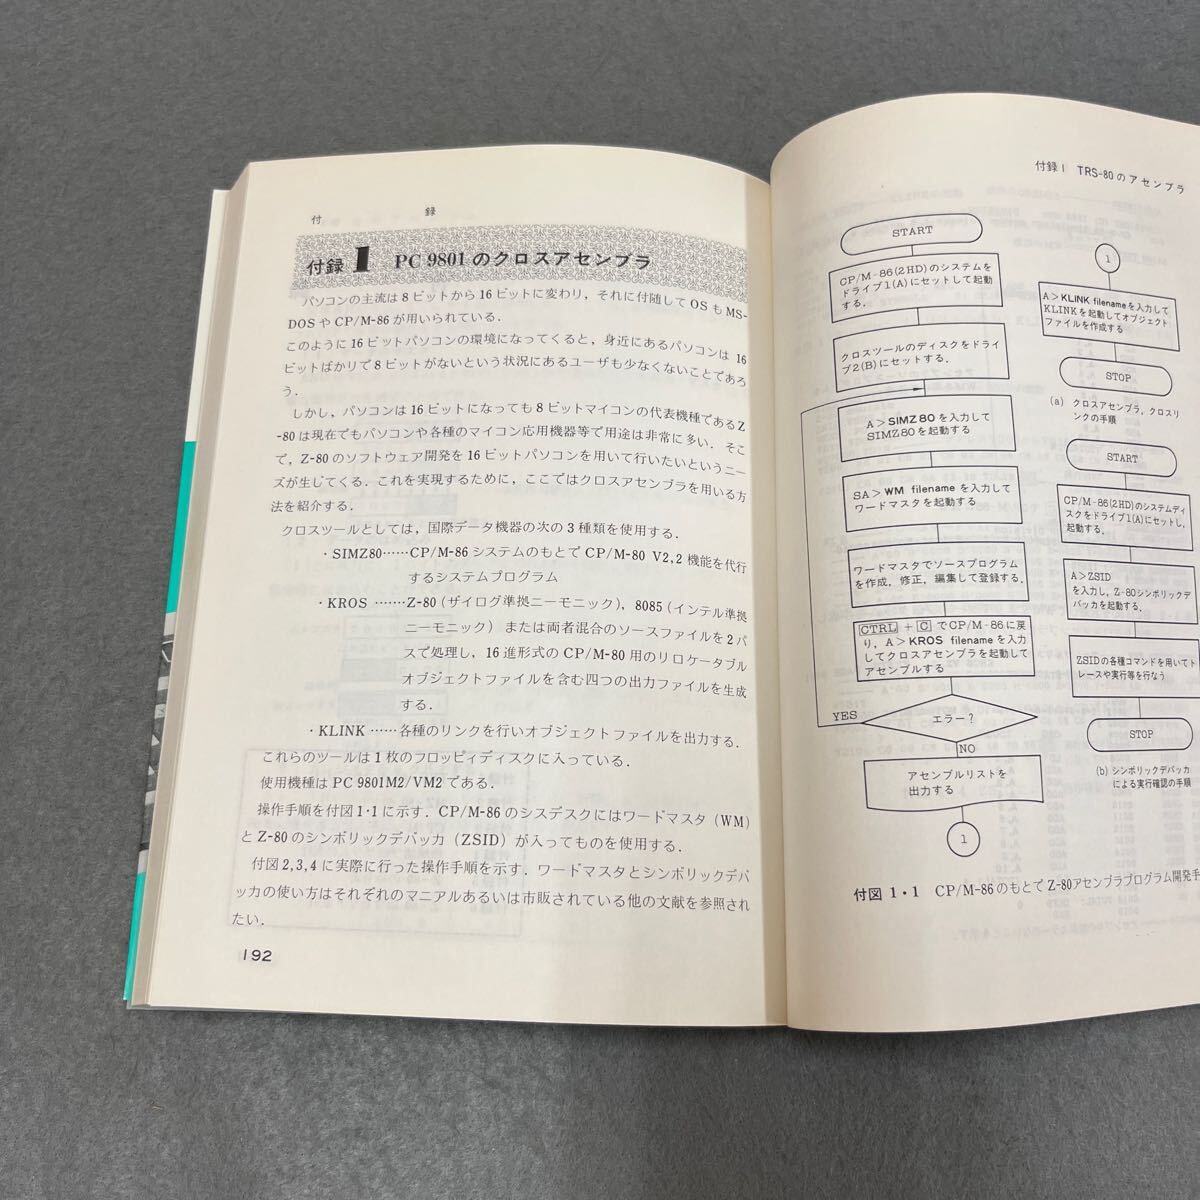 付　　　録
付録 1　PC 9801 のクロスアセンブラ
パソコンの主流は8ビットから16ビットに変わり，それに付随して OS も MS-
DOS や CP/M-86 が用いられている．
このように 16 ビットパソコンの環境になってくると，身近にあるパソコンは 16
ビットばかりで8ビットがないという状況にあるユーザも少なくないことであろ
う．
しかし，パソコンは16ビットになっても8ビットマイコンの代表機種であるZ
-80は現在でもパソコンや各種のマイコン応用機器等で用途は非常に多い．そこ
で，Z-80のソフトウェア開発を16ビットパソコンを用いて行いたいというニー
ズが生じてくる．これを実現するために，ここではクロスアセンブラを用いる方
法を紹介する．
クロスツールとしては，国際データ機器の次の3種類を使用する．
・SIMZ80……CP/M-86 システムのもとで CP/M-80 V2,2 機能を代行
するシステムプログラム
・KROS ……Z-80（ザイログ準拠ニーモニック），8085（インテル準拠
ニーモニック）または両者混合のソースファイルを2パ
スで処理し，16 進形式の CP/M-80 用のリロケータブル
オブジェクトファイルを含む四つの出力ファイルを生成
する．
・KLINK ……各種のリンクを行いオブジェクトファイルを出力する．
これらのツールは1枚のフロッピィディスクに入っている．
使用機種は PC 9801M2/VM2 である．
操作手順を付図1・1に示す．CP/M-86 のシスデスクにはワードマスタ（WM）
と Z-80 のシンボリックデバッカ（ZSID）が入ってものを使用する．
付図2,3,4に実際に行った操作手順を示す．ワードマスタとシンボリックデバ
ッカの使い方はそれぞれのマニアルあるいは市販されている他の文献を参照され
たい．
192
付録1　TRS-80 のアセンブラ
START
CP/M-86(2HD)のシステムを
ドライブ1(A)にセットして起動
する．
クロスツールのディスクをドライ
ブ2(B)にセットする．
A＞SIMZ80を入力して
SIMZ80を起動する
SA＞WM filenameを入力して
ワードマスタを起動する
ワードマスタでソースプログラム
を作成，修正，編集して登録する．
CTRL + C でCP/M-86に戻
り，A＞KROS filenameを入力
してクロスアセンブラを起動して
アセンブルする
YES
エラー？
NO
アセンブルリストを
出力する
1
1
A＞KLINK filenameを入力して
KLINKを起動してオブジェクト
ファイルを作成する
STOP
(a) クロスアセンブラ，クロスリ
ンクの手順
START
CP/M-86(2HD)のシステムディ
スクをドライブ1(A)にセットし，
起動する．
A＞ZSID
を入力し，Z-80シンボリックデ
バッカを起動する．
ZSIDの各種コマンドを用いてト
レースや実行等を行なう
STOP
(b) シンボリックデバッカ
による実行確認の手順
付図 1・1　CP/M-86 のもとで Z-80アセンブラプログラム開発手